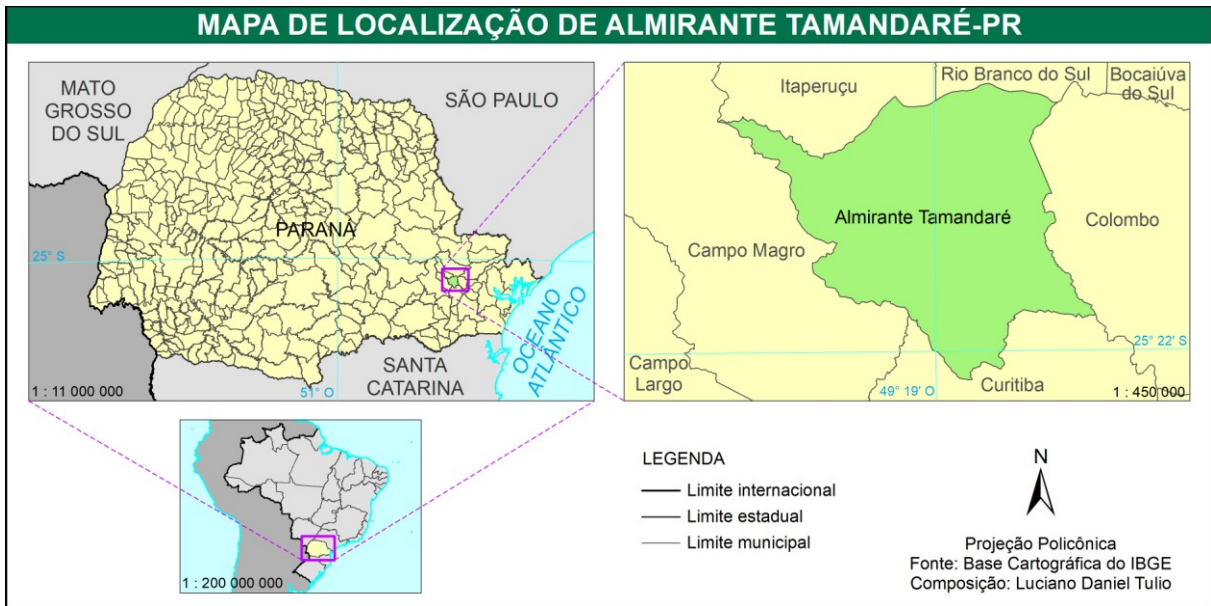 MAPA DE LOCALIZAÇÃO DE ALMIRANTE TAMANDARÉ-PR
MATO
GROSSO
DO SUL
SÃO PAULO
PARANÁ
25° S
OCEANO
ATLÂNTICO
SANTA
CATARINA
51° O
1 : 11 000 000
Rio Branco do Sul
Bocaiúva
do Sul
Itaperuçu
Almirante Tamandaré
Colombo
Campo Magro
25° 22' S
Campo
Largo
49° 19' O
Curitiba
1 : 450 000
1 : 200 000 000
LEGENDA
Limite internacional
Limite estadual
Limite municipal
N
Projeção Policônica
Fonte: Base Cartográfica do IBGE
Composição: Luciano Daniel Tulio